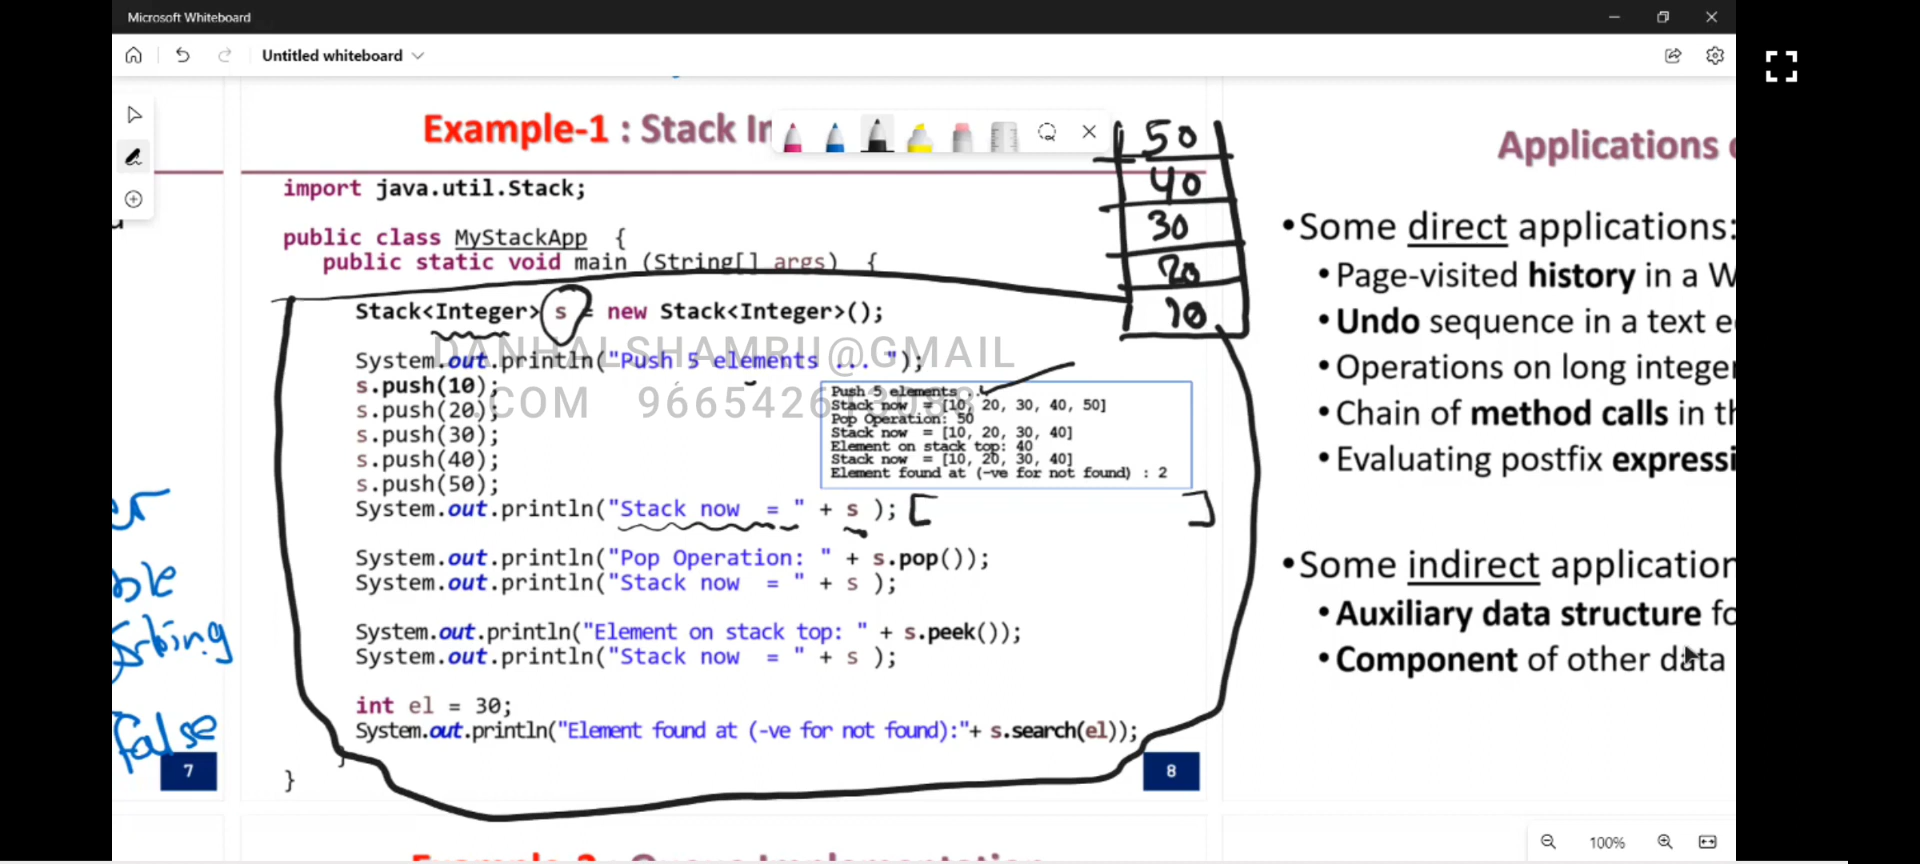 Microsoft Whiteboard
Untitled whiteboard
Example-1 : Stack
import java.util.Stack;
public class MyStackApp {
public static void main (String[] args) {
Stack<Integer> s = new Stack<Integer>();
System.out.println("Push 5 elements ... ");
s.push(10);
s.push(20);
s.push(30);
s.push(40);
s.push(50);
System.out.println("Stack now = " + s ); [ ]
System.out.println("Pop Operation: " + s.pop());
System.out.println("Stack now = " + s );
System.out.println("Element on stack top: " + s.peek());
System.out.println("Stack now = " + s );
int el = 30;
System.out.println("Element found at (-ve for not found):"+ s.search(el));
}
}
Push 5 elements
Stack now = [10, 20, 30, 40, 50]
Pop Operation: 50
Stack now = [10, 20, 30, 40]
Element on stack top: 40
Stack now = [10, 20, 30, 40]
Element found at (-ve for not found) : 2
50
40
30
20
10
COM
8
False
7
Applications
•Some direct applications:
•Page-visited history in a W
•Undo sequence in a text e
•Operations on long intege
•Chain of method calls in th
•Evaluating postfix expressi
•Some indirect application
•Auxiliary data structure fo
•Component of other data
100%